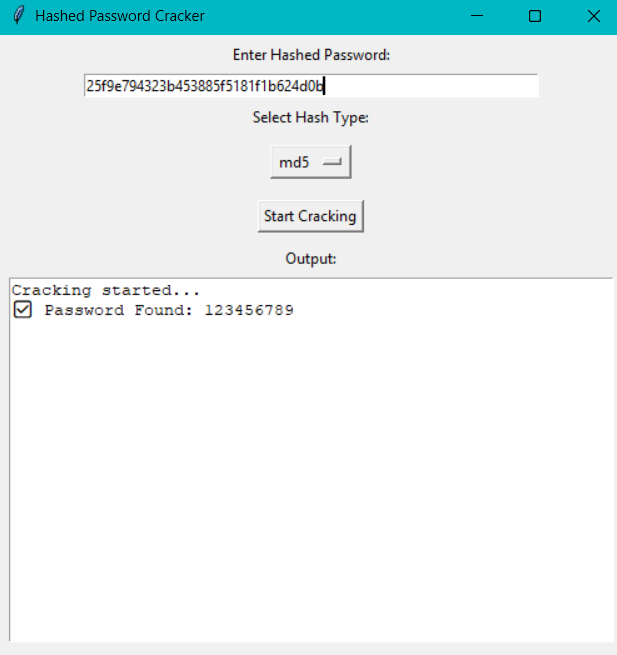 Hashed Password Cracker
Enter Hashed Password:
25f9e794323b453885f5181f1b624d0b
Select Hash Type:
md5
Start Cracking
Output:
Cracking started...
Password Found: 123456789